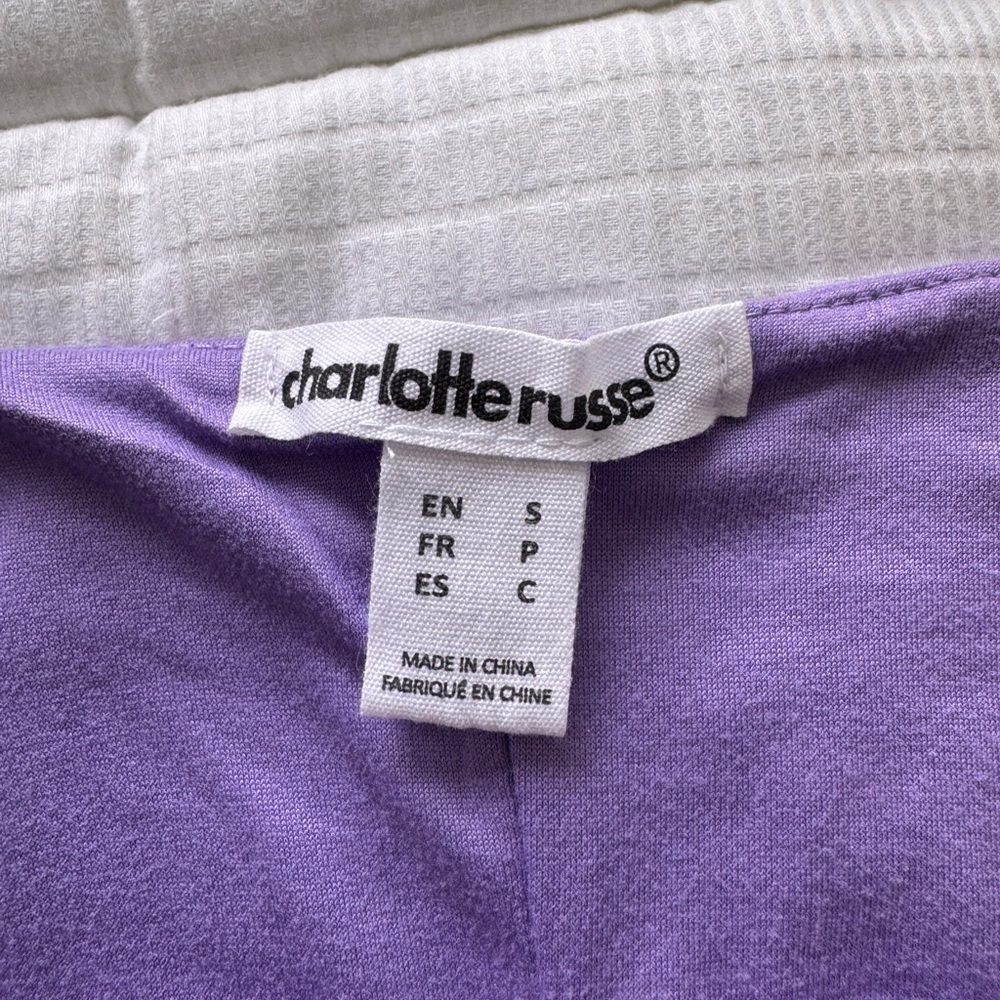 charlotte russe®
EN S
FR P
ES C
MADE IN CHINA
FABRIQUÉ EN CHINE